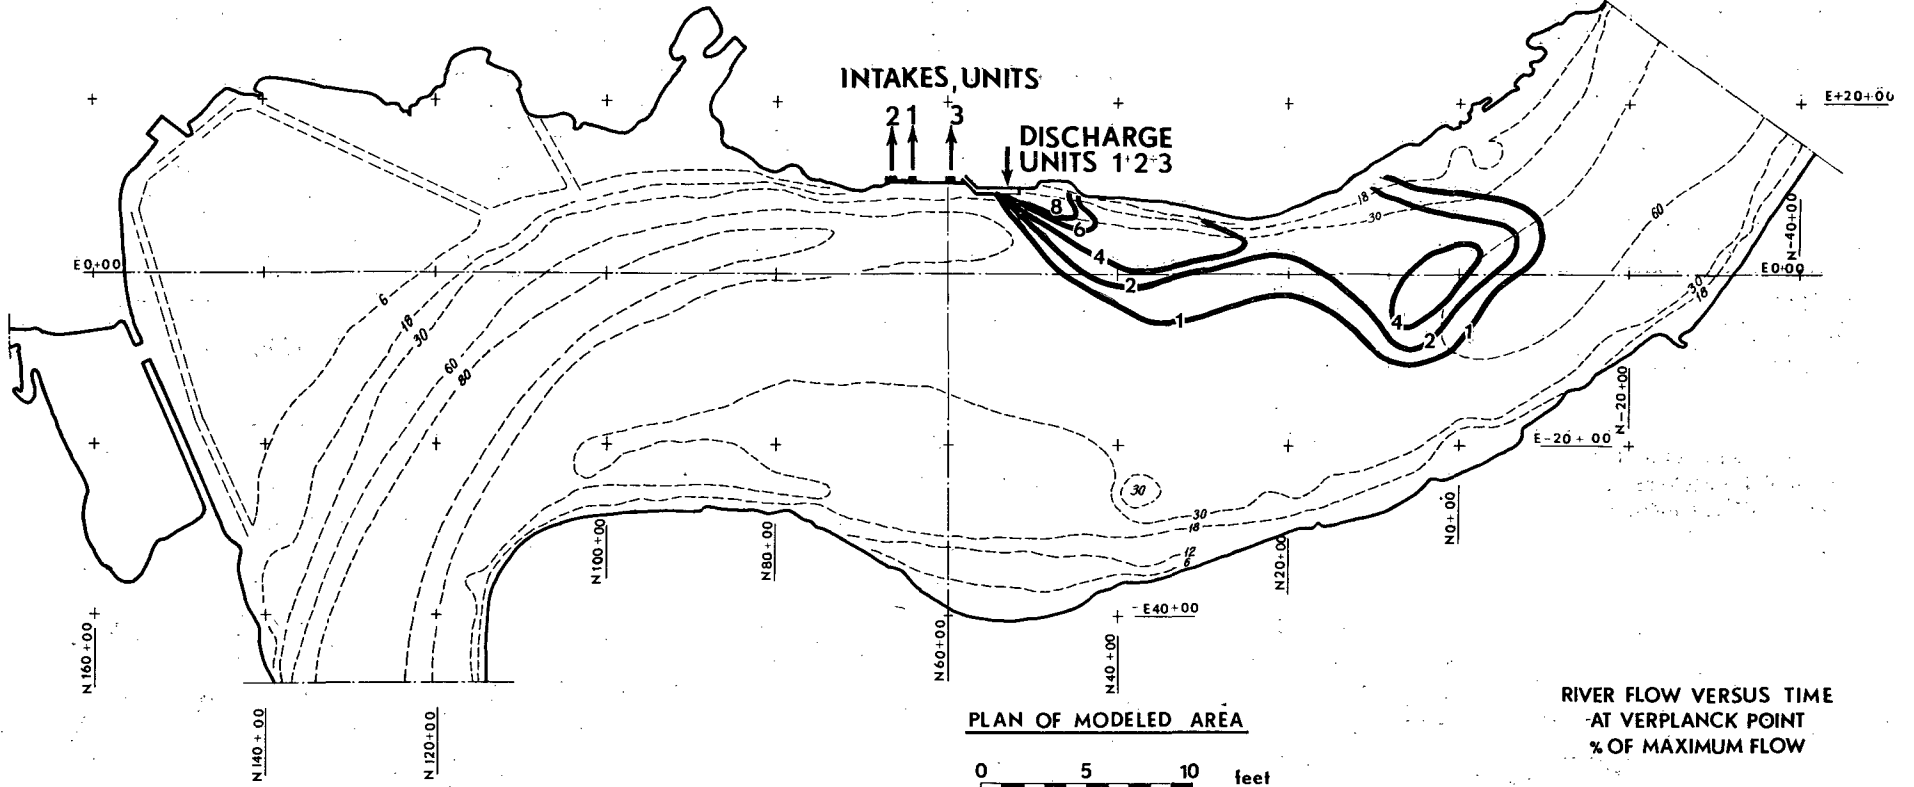 INTAKES, UNITS
2 1 3
DISCHARGE
UNITS 1+2+3
E+20+00
E0+00
E0+00
8
6
4
2
1
4
2
1
18
30
60
30
18
N-40+00
N-20+00
E-20+00
6
18
30
60
80
30
30
18
12
6
N0+00
N20+00
N40+00
N60+00
N80+00
N100+00
N120+00
N140+00
N160+00
-E40+00
PLAN OF MODELED AREA
0 5 10 feet
RIVER FLOW VERSUS TIME
AT VERPLANCK POINT
% OF MAXIMUM FLOW